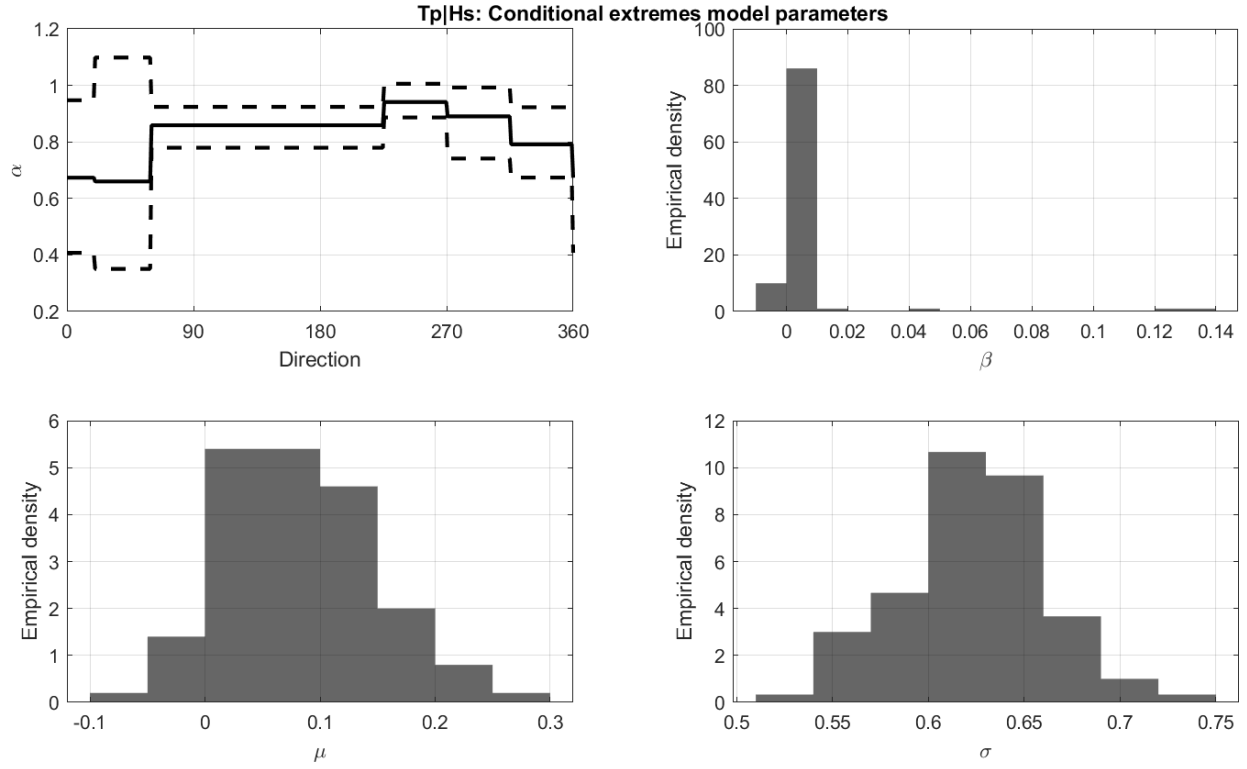 Tp|Hs: Conditional extremes model parameters
1.2
1
0.8
0.6
0.4
0.2
α
0 90 180 270 360
Direction
100
80
60
40
20
0
Empirical density
0 0.02 0.04 0.06 0.08 0.1 0.12 0.14
β
6
5
4
3
2
1
0
Empirical density
-0.1 0 0.1 0.2 0.3
μ
12
10
8
6
4
2
0
Empirical density
0.5 0.55 0.6 0.65 0.7 0.75
σ